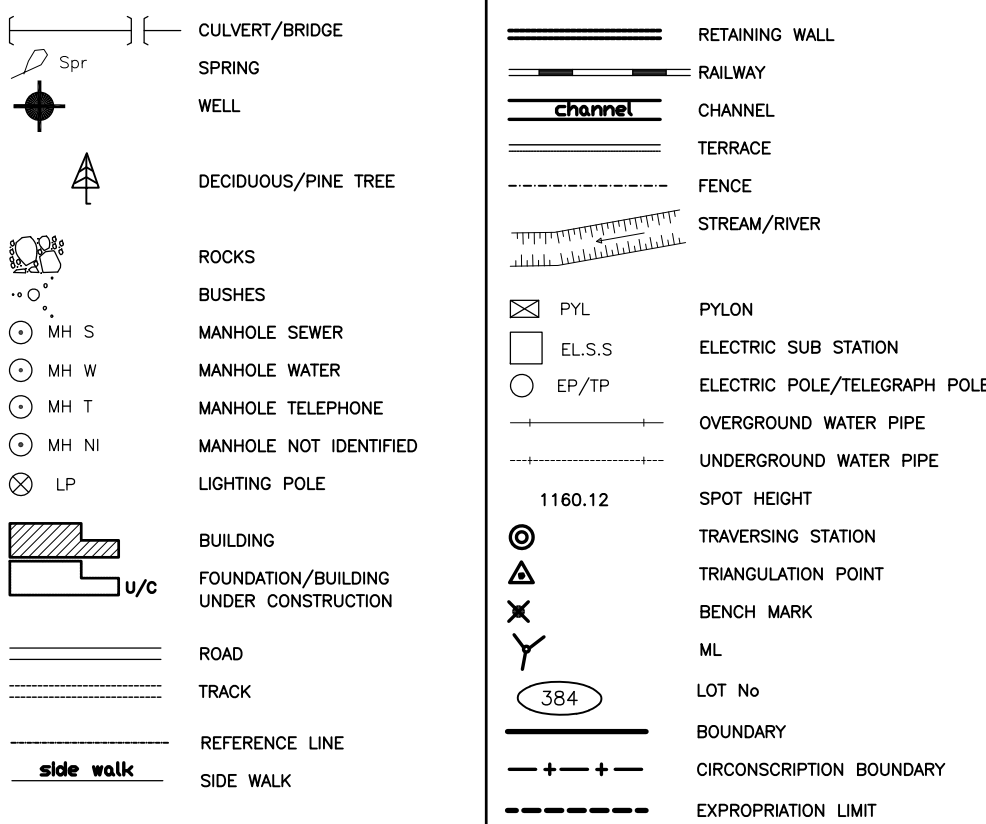 CULVERT/BRIDGE
Spr SPRING
WELL
DECIDUOUS/PINE TREE
ROCKS
BUSHES
MH S MANHOLE SEWER
MH W MANHOLE WATER
MH T MANHOLE TELEPHONE
MH NI MANHOLE NOT IDENTIFIED
LP LIGHTING POLE
BUILDING
U/C FOUNDATION/BUILDING
UNDER CONSTRUCTION
ROAD
TRACK
REFERENCE LINE
side walk SIDE WALK
RETAINING WALL
RAILWAY
channel CHANNEL
TERRACE
FENCE
STREAM/RIVER
PYL PYLON
EL.S.S ELECTRIC SUB STATION
EP/TP ELECTRIC POLE/TELEGRAPH POLE
OVERGROUND WATER PIPE
UNDERGROUND WATER PIPE
1160.12 SPOT HEIGHT
TRAVERSING STATION
TRIANGULATION POINT
BENCH MARK
ML
384 LOT No
BOUNDARY
CIRCONSCRIPTION BOUNDARY
EXPROPRIATION LIMIT